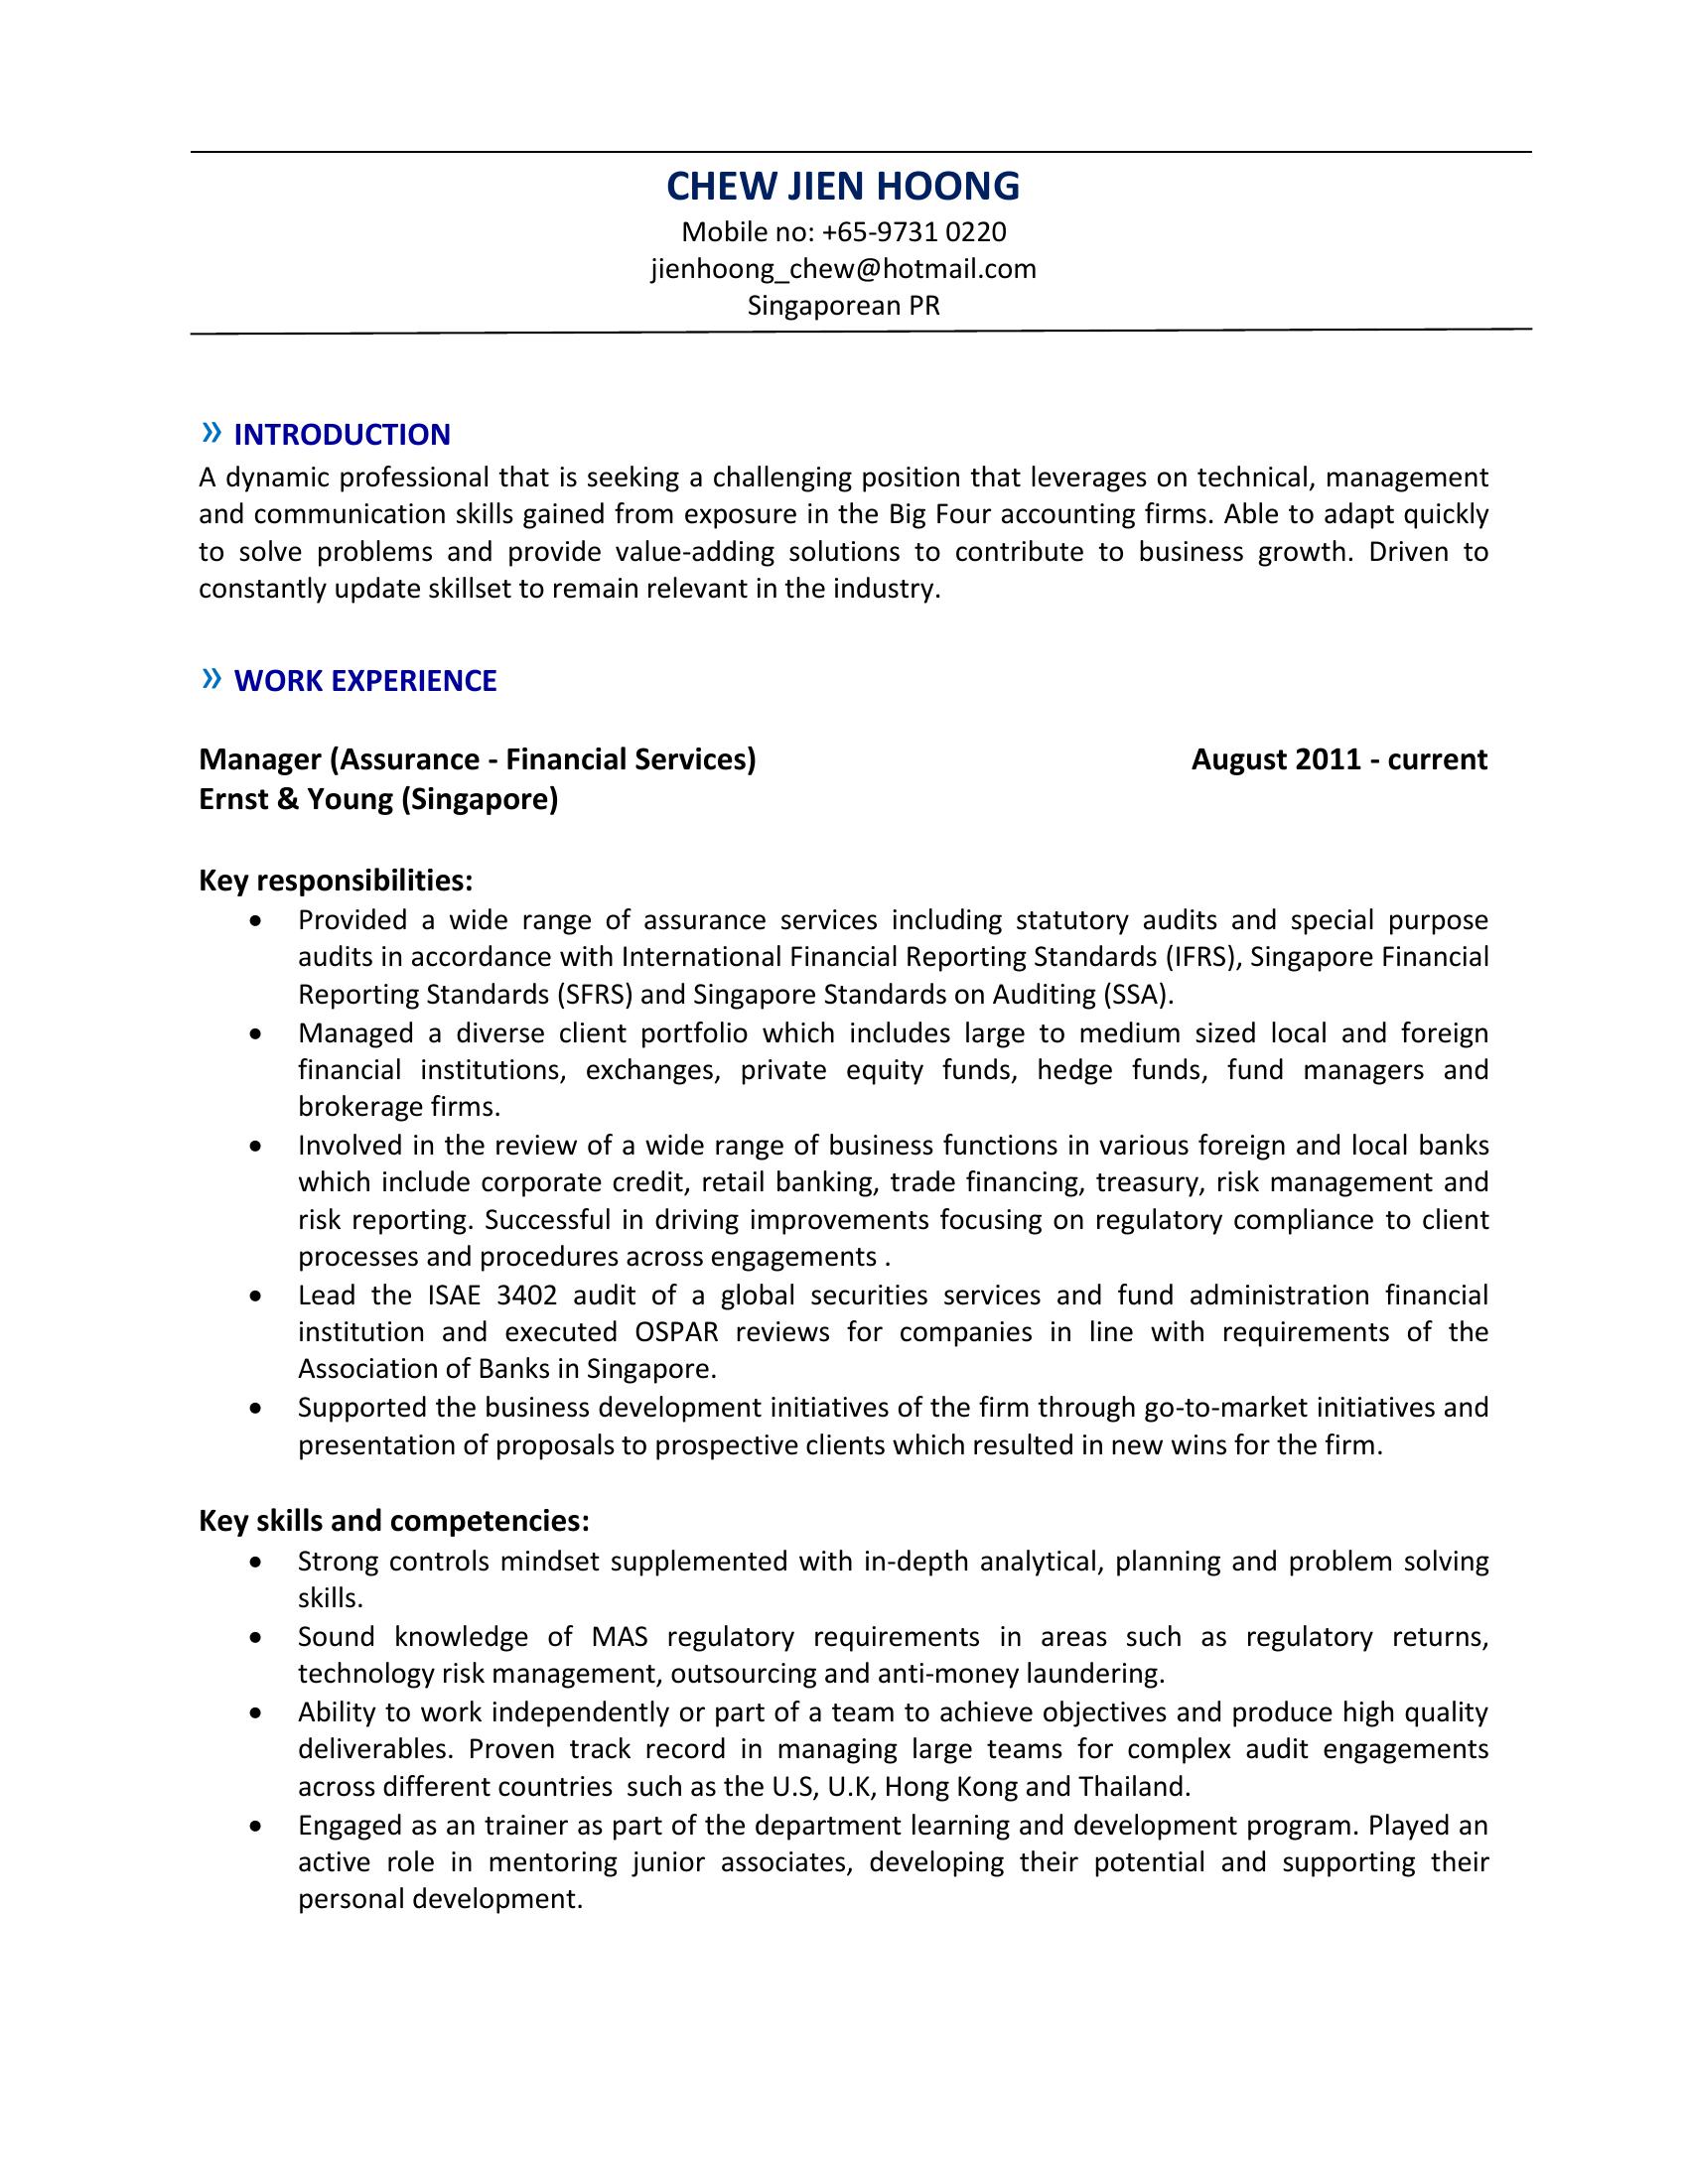 CHEW JIEN HOONG
Mobile no: +65-9731 0220
jienhoong_chew@hotmail.com
Singaporean PR
» INTRODUCTION
A dynamic professional that is seeking a challenging position that leverages on technical, management
and communication skills gained from exposure in the Big Four accounting firms. Able to adapt quickly
to solve problems and provide value-adding solutions to contribute to business growth. Driven to
constantly update skillset to remain relevant in the industry.
» WORK EXPERIENCE
Manager (Assurance - Financial Services) August 2011 - current
Ernst & Young (Singapore)
Key responsibilities:
• Provided a wide range of assurance services including statutory audits and special purpose
audits in accordance with International Financial Reporting Standards (IFRS), Singapore Financial
Reporting Standards (SFRS) and Singapore Standards on Auditing (SSA).
• Managed a diverse client portfolio which includes large to medium sized local and foreign
financial institutions, exchanges, private equity funds, hedge funds, fund managers and
brokerage firms.
• Involved in the review of a wide range of business functions in various foreign and local banks
which include corporate credit, retail banking, trade financing, treasury, risk management and
risk reporting. Successful in driving improvements focusing on regulatory compliance to client
processes and procedures across engagements .
• Lead the ISAE 3402 audit of a global securities services and fund administration financial
institution and executed OSPAR reviews for companies in line with requirements of the
Association of Banks in Singapore.
• Supported the business development initiatives of the firm through go-to-market initiatives and
presentation of proposals to prospective clients which resulted in new wins for the firm.
Key skills and competencies:
• Strong controls mindset supplemented with in-depth analytical, planning and problem solving
skills.
• Sound knowledge of MAS regulatory requirements in areas such as regulatory returns,
technology risk management, outsourcing and anti-money laundering.
• Ability to work independently or part of a team to achieve objectives and produce high quality
deliverables. Proven track record in managing large teams for complex audit engagements
across different countries  such as the U.S, U.K, Hong Kong and Thailand.
• Engaged as an trainer as part of the department learning and development program. Played an
active role in mentoring junior associates, developing their potential and supporting their
personal development.